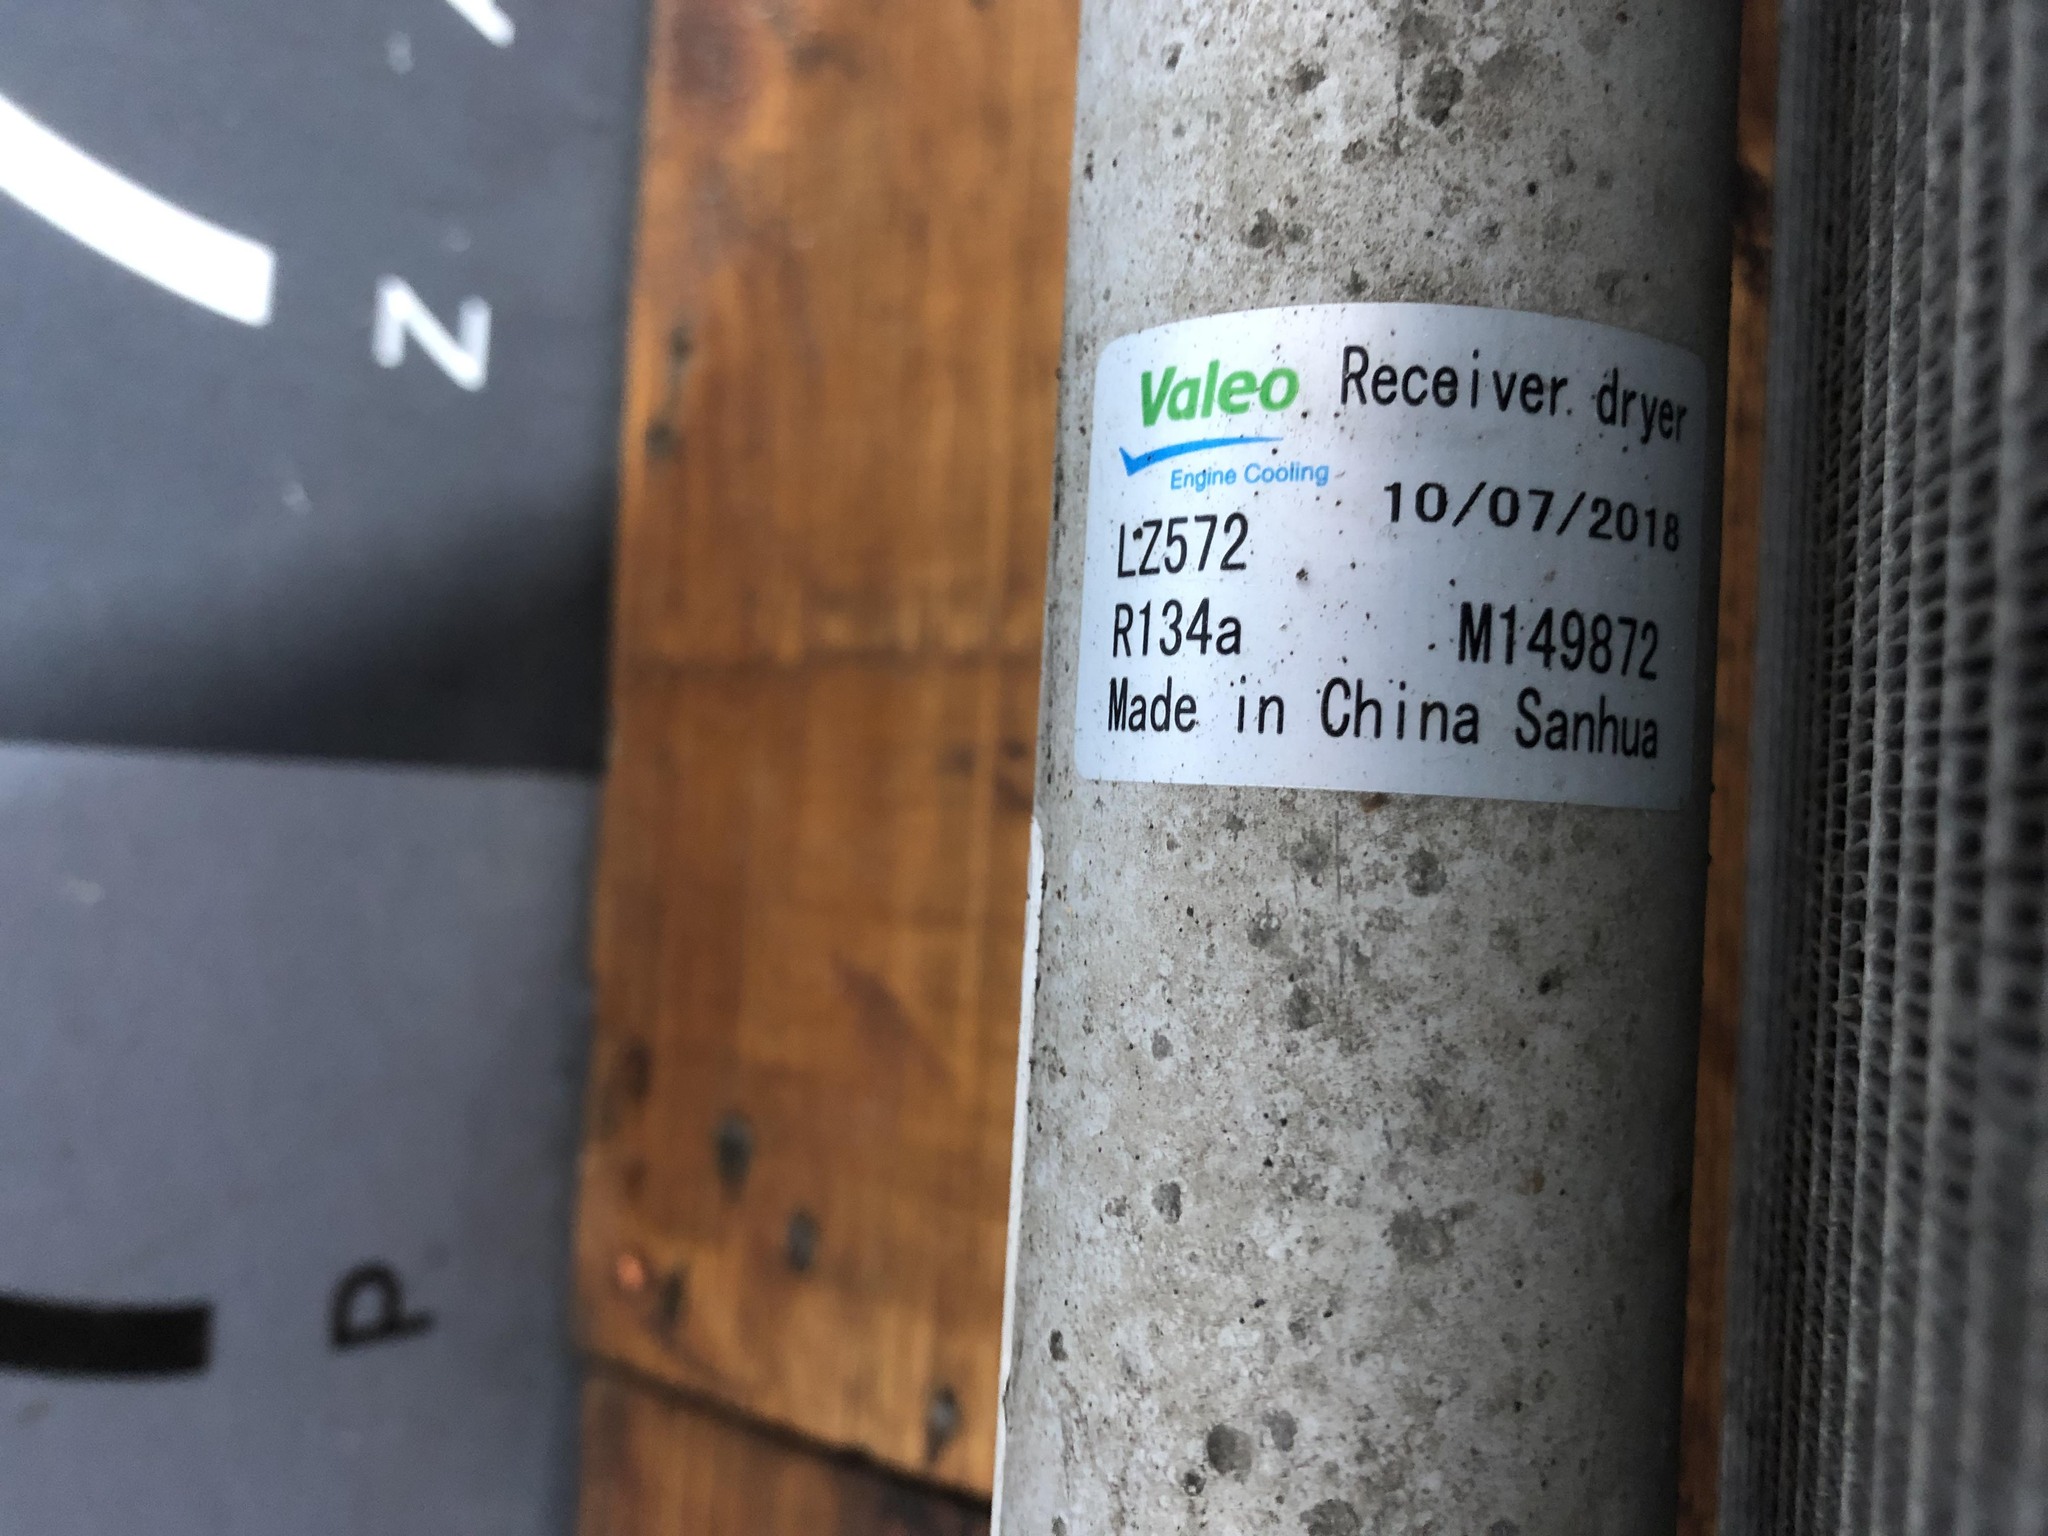 Valeo Receiver dryer
Engine Cooling
10/07/2018
LZ572
R134a M149872
Made in China Sanhua
N
P